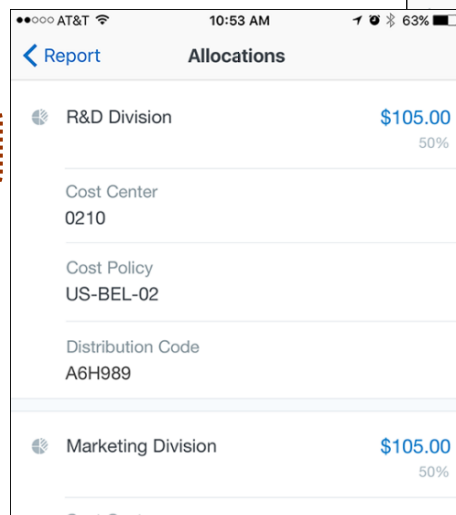 AT&T 10:53 AM 63%
Report Allocations
R&D Division $105.00
50%
Cost Center
0210
Cost Policy
US-BEL-02
Distribution Code
A6H989
Marketing Division $105.00
50%